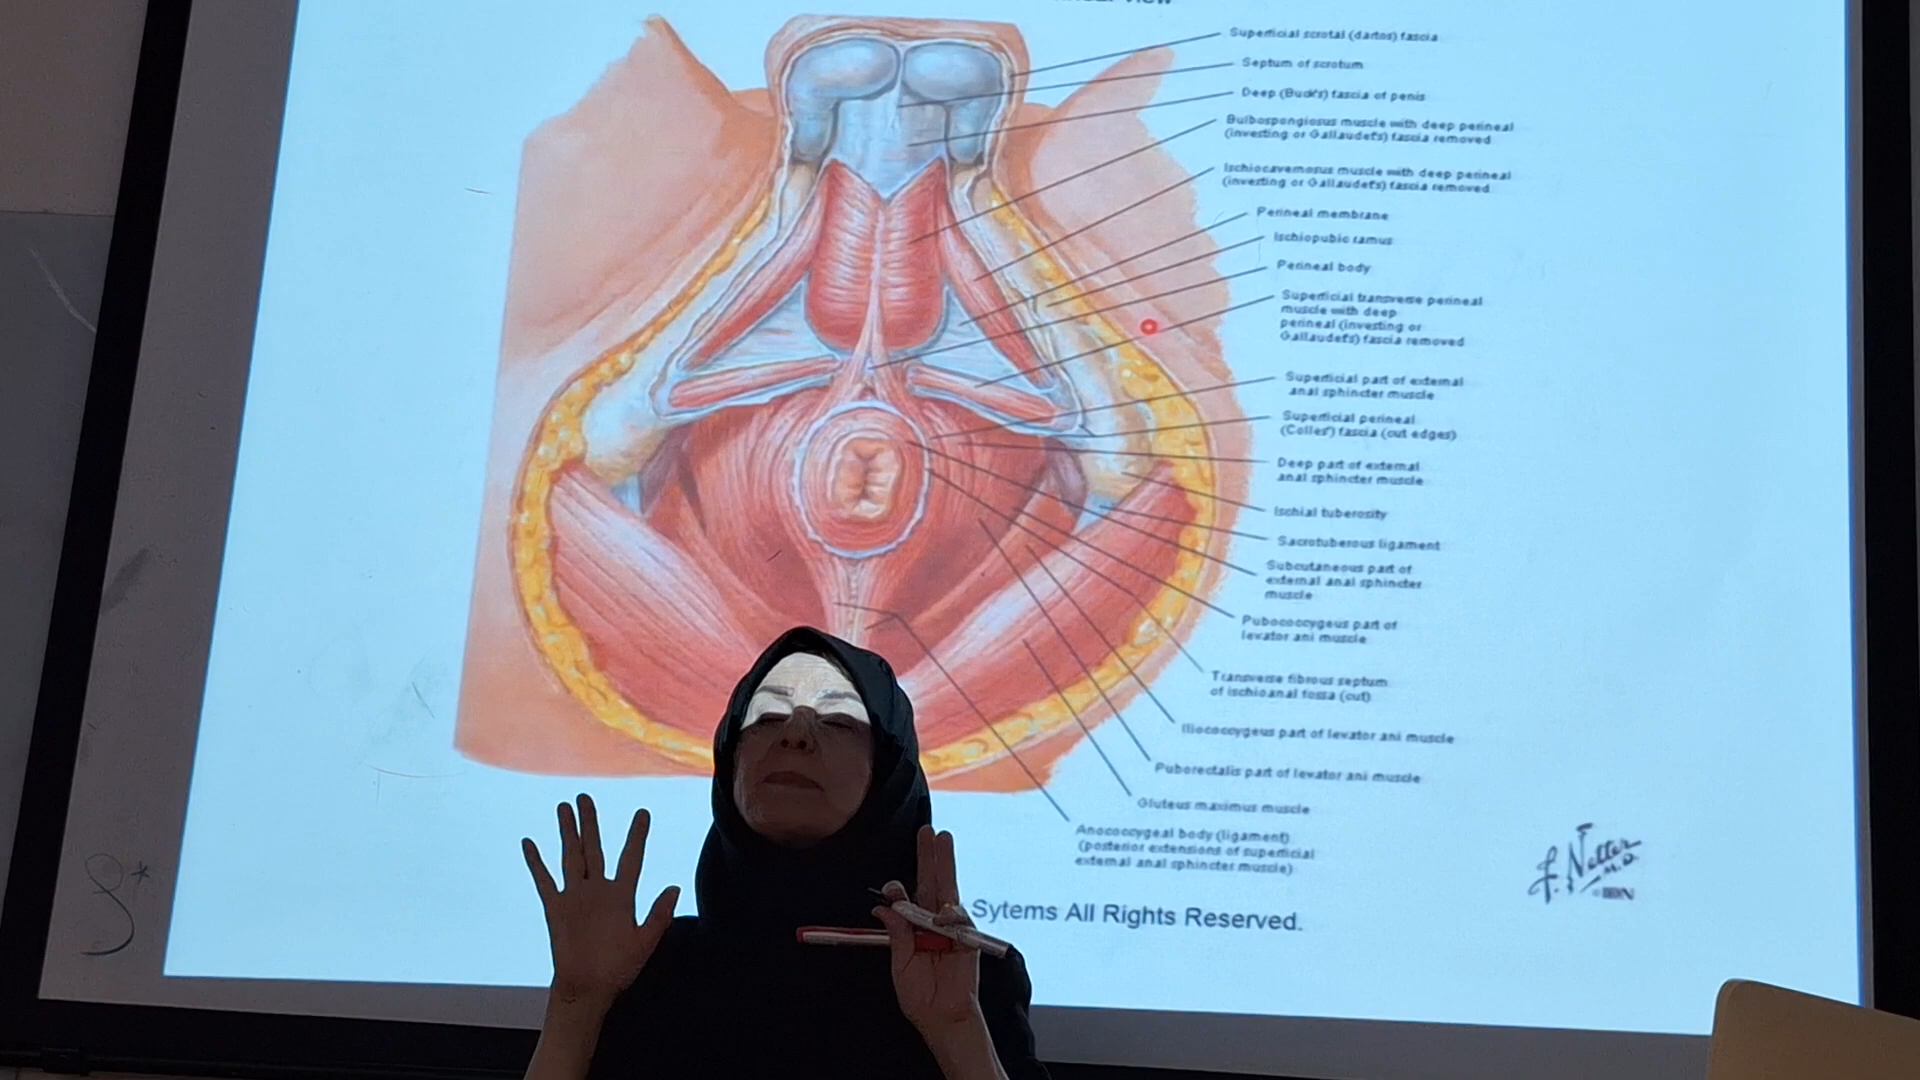 Superficial scrotal (dartos) fascia
Septum of scrotum
Deep (Buck's) fascia of penis
Bulbospongiosus muscle with deep perineal
(investing or Gallaudet's) fascia removed
Ischiocavernosus muscle with deep perineal
(investing or Gallaudet's) fascia removed
Perineal membrane
Ischiopubic ramus
Perineal body
Superficial transverse perineal
muscle with deep
perineal (investing or
Gallaudet's) fascia removed
Superficial part of external
anal sphincter muscle
Superficial perineal
(Colles') fascia (cut edges)
Deep part of external
anal sphincter muscle
Ischial tuberosity
Sacrotuberous ligament
Subcutaneous part of
external anal sphincter
muscle
Pubococcygeus part of
levator ani muscle
Transverse fibrous septum
of ischioanal fossa (cut)
Iliococcygeus part of levator ani muscle
Puborectalis part of levator ani muscle
Gluteus maximus muscle
Anococcygeal body (ligament)
(posterior extensions of superficial
external anal sphincter muscle)
F. Netter
M.D.
Sytems All Rights Reserved.